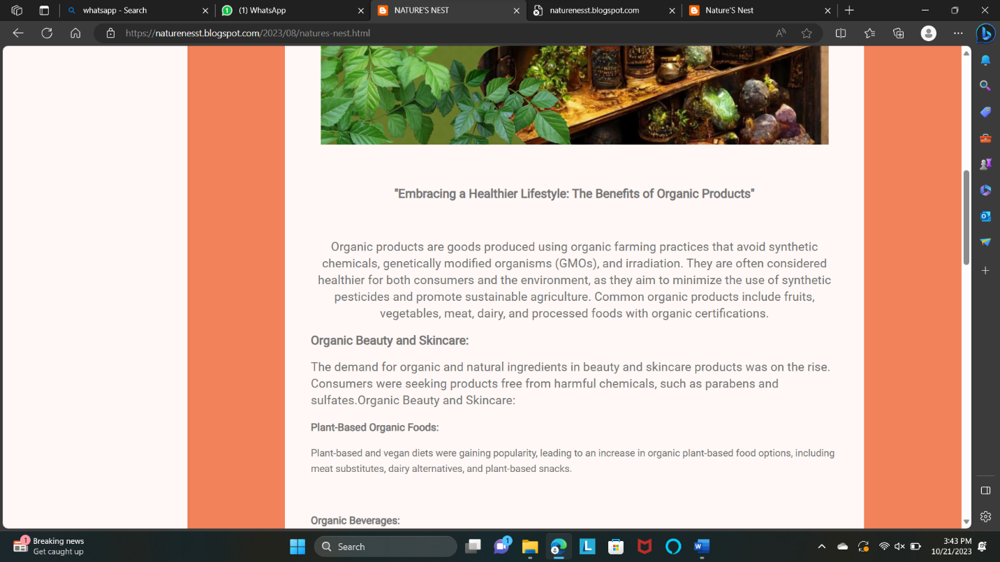 whatsapp - Search
(1) WhatsApp
NATURE'S NEST
naturenesst.blogspot.com
Nature'S Nest
https://naturenesst.blogspot.com/2023/08/natures-nest.html
"Embracing a Healthier Lifestyle: The Benefits of Organic Products"
Organic products are goods produced using organic farming practices that avoid synthetic
chemicals, genetically modified organisms (GMOs), and irradiation. They are often considered
healthier for both consumers and the environment, as they aim to minimize the use of synthetic
pesticides and promote sustainable agriculture. Common organic products include fruits,
vegetables, meat, dairy, and processed foods with organic certifications.
Organic Beauty and Skincare:
The demand for organic and natural ingredients in beauty and skincare products was on the rise.
Consumers were seeking products free from harmful chemicals, such as parabens and
sulfates.Organic Beauty and Skincare:
Plant-Based Organic Foods:
Plant-based and vegan diets were gaining popularity, leading to an increase in organic plant-based food options, including
meat substitutes, dairy alternatives, and plant-based snacks.
Organic Beverages:
1
Breaking news
Get caught up
Search
1
L
W
3:43 PM
10/21/2023